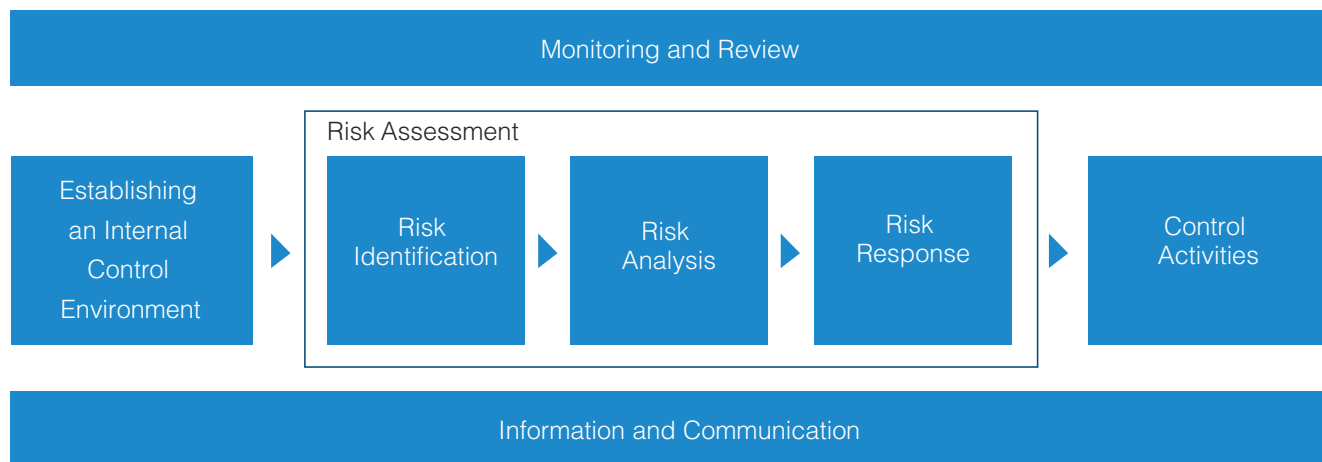 Monitoring and Review
Risk Assessment
Establishing
an Internal
Control
Environment
Risk
Identification
Risk
Analysis
Risk
Response
Control
Activities
Information and Communication